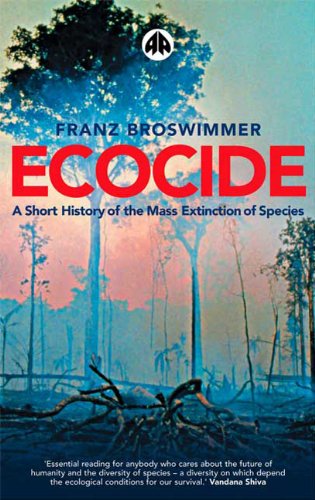 FRANZ BROSWIMMER
ECOCIDE
A Short History of the Mass Extinction of Species
'Essential reading for anybody who cares about the future of
humanity and the diversity of species – a diversity on which depend
the ecological conditions for our survival.' Vandana Shiva